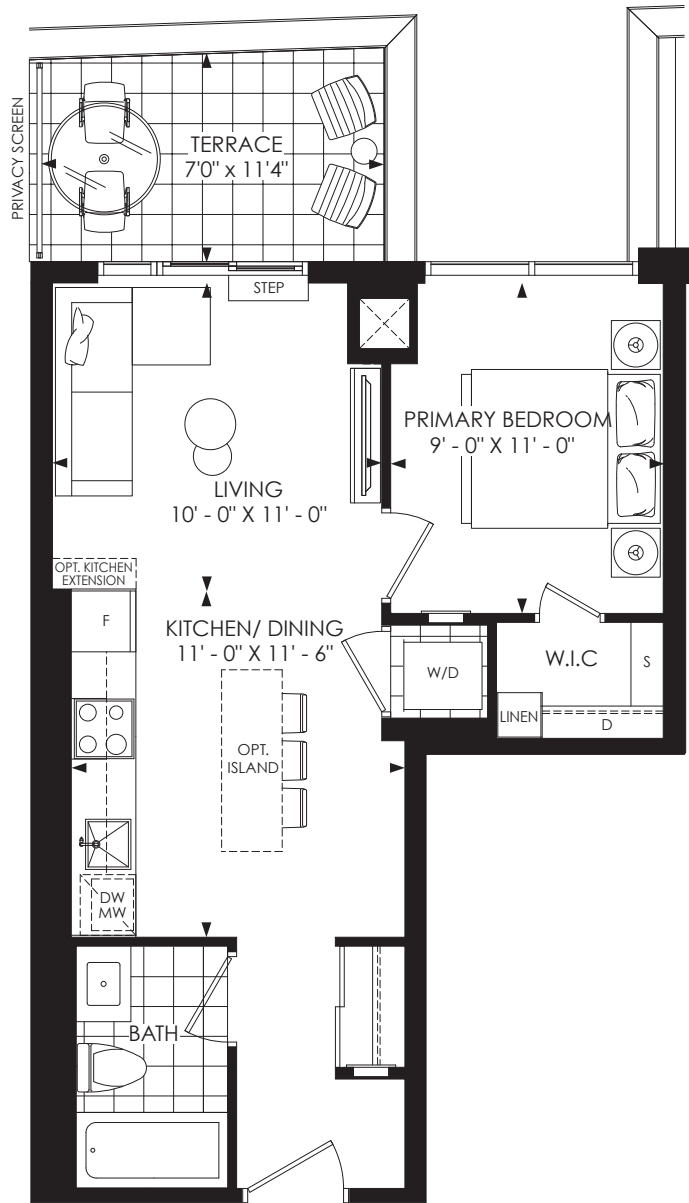 PRIVACY SCREEN
TERRACE
7'0" x 11'4"
STEP
PRIMARY BEDROOM
9' - 0" X 11' - 0"
LIVING
10' - 0" X 11' - 0"
OPT. KITCHEN
EXTENSION
F
KITCHEN/ DINING
11' - 0" X 11' - 6"
W/D
W.I.C
S
LINEN
D
OPT.
ISLAND
DW
MW
BATH